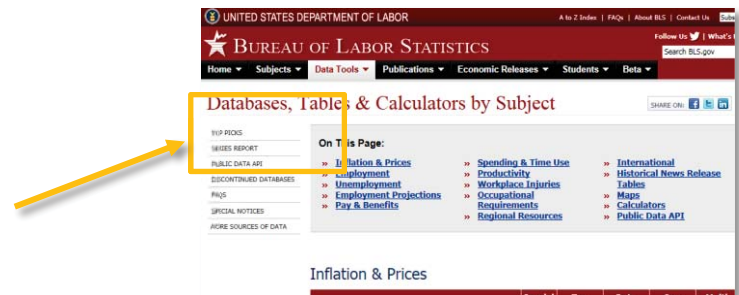 UNITED STATES DEPARTMENT OF LABOR
A to Z Index | FAQs | About BLS | Contact Us Subs
BUREAU OF LABOR STATISTICS
Follow Us | What's
Search BLS.gov
Home Subjects Data Tools Publications Economic Releases Students Beta
Databases, Tables & Calculators by Subject
SHARE ON:
TOP PICKS
SERIES REPORT
PUBLIC DATA API
DISCONTINUED DATABASES
FAQS
SPECIAL NOTICES
MORE SOURCES OF DATA
On This Page:
» Inflation & Prices
» Employment
» Unemployment
» Employment Projections
» Pay & Benefits
» Spending & Time Use
» Productivity
» Workplace Injuries
» Occupational
Requirements
» Regional Resources
» International
» Historical News Release
Tables
» Maps
» Calculators
» Public Data API
Inflation & Prices